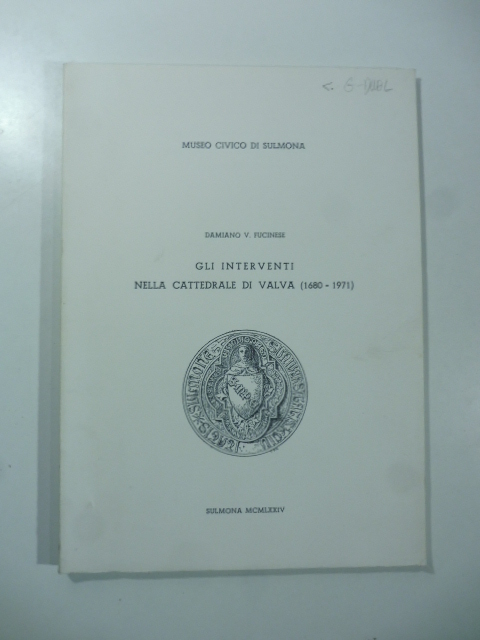 MUSEO CIVICO DI SULMONA
DAMIANO V. FUCINESE
GLI INTERVENTI
NELLA CATTEDRALE DI VALVA (1680 - 1971)
SULMONA MCMLXXIV